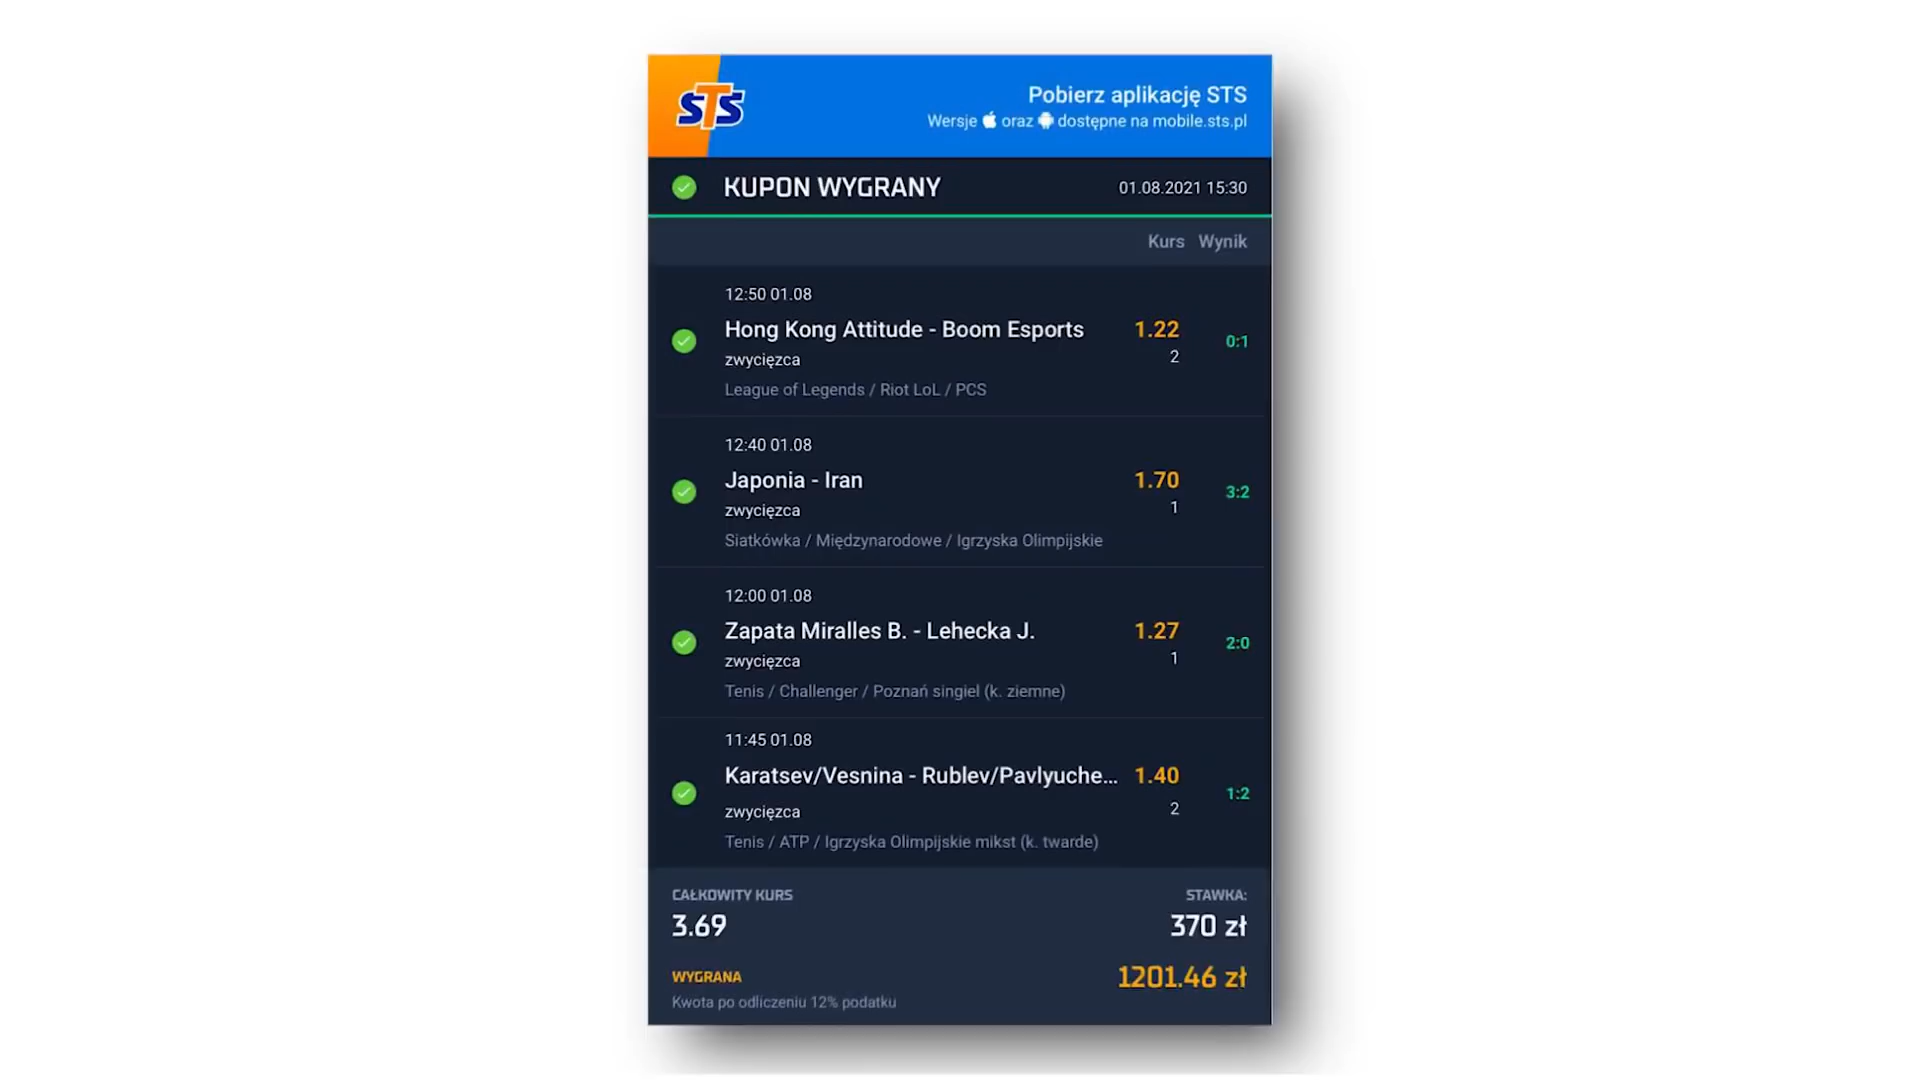 STS
Pobierz aplikację STS
Wersje oraz dostępne na mobile.sts.pl
KUPON WYGRANY 01.08.2021 15:30
Kurs Wynik
12:50 01.08
Hong Kong Attitude - Boom Esports 1.22 0:1
zwycięzca 2
League of Legends / Riot LoL / PCS
12:40 01.08
Japonia - Iran 1.70 3:2
zwycięzca 1
Siatkówka / Międzynarodowe / Igrzyska Olimpijskie
12:00 01.08
Zapata Miralles B. - Lehecka J. 1.27 2:0
zwycięzca 1
Tenis / Challenger / Poznań singiel (k. ziemne)
11:45 01.08
Karatsev/Vesnina - Rublev/Pavlyuche... 1.40 1:2
zwycięzca 2
Tenis / ATP / Igrzyska Olimpijskie mikst (k. twarde)
CAŁKOWITY KURS STAWKA:
3.69 370 zł
WYGRANA 1201.46 zł
Kwota po odliczeniu 12% podatku